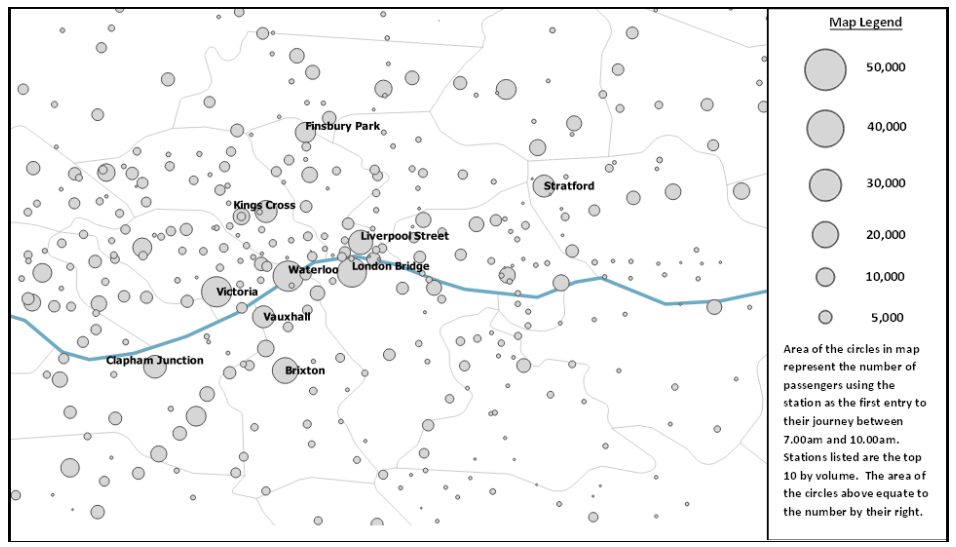 Finsbury Park
Stratford
Kings Cross
Liverpool Street
Waterloo
London Bridge
Victoria
Vauxhall
Clapham Junction
Brixton
Map Legend
50,000
40,000
30,000
20,000
10,000
5,000
Area of the circles in map
represent the number of
passengers using the
station as the first entry to
their journey between
7.00am and 10.00am.
Stations listed are the top
10 by volume. The area of
the circles above equate to
the number by their right.